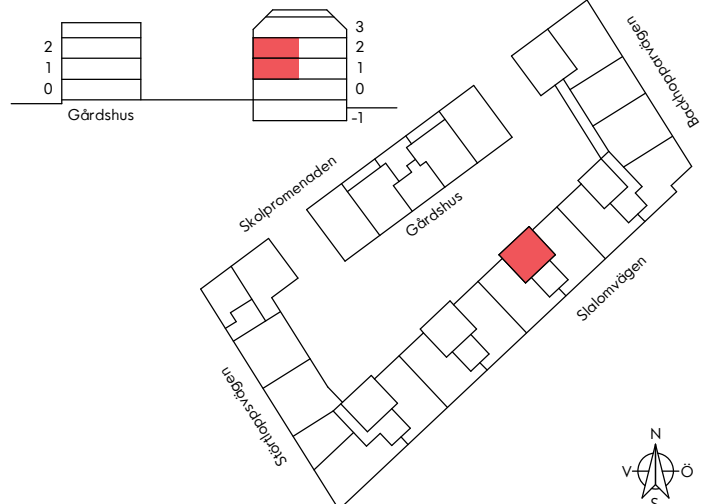 3
2 2
1 1
0 0
-1
Gårdshus
Backhopparvägen
Skolpromenaden
Gårdshus
Slalomvägen
Störtloppsvägen
N
V Ö
S